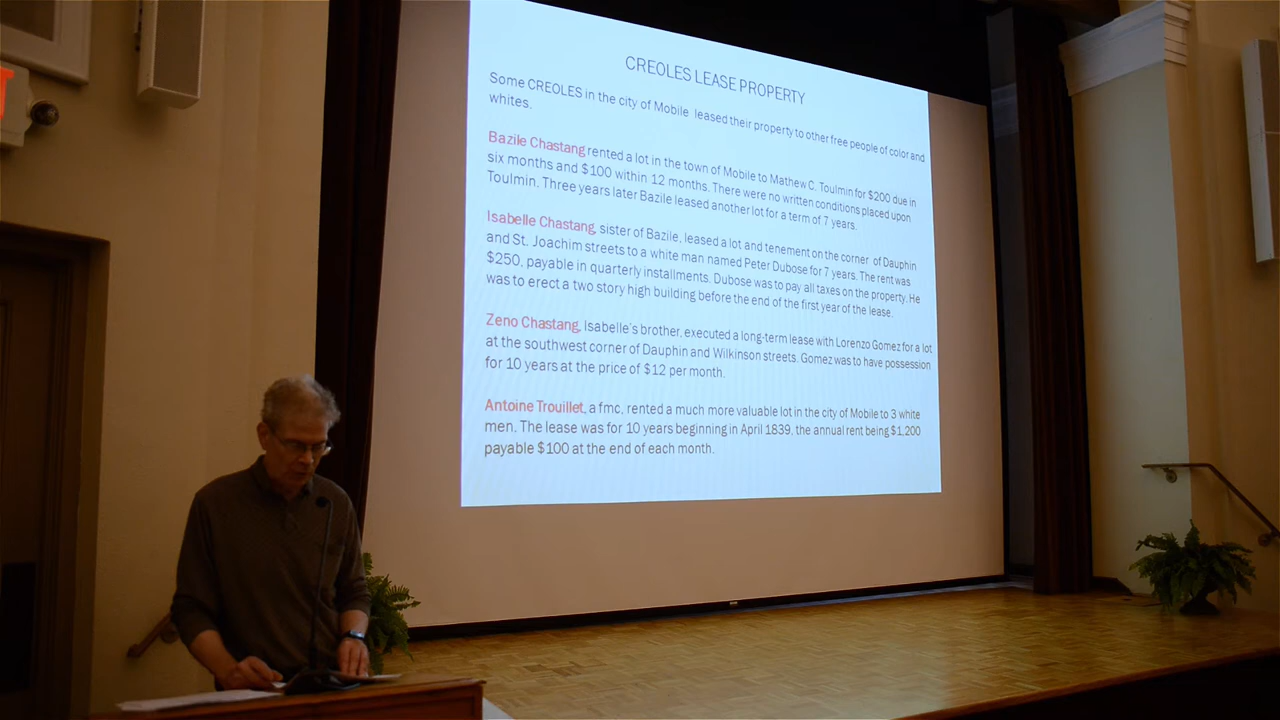 CREOLES LEASE PROPERTY
Some CREOLES in the city of Mobile leased their property to other free people of color and
whites.
Bazile Chastang rented a lot in the town of Mobile to Mathew C. Toulmin for $200 due in
six months and $100 within 12 months. There were no written conditions placed upon
Toulmin. Three years later Bazile leased another lot for a term of 7 years.
Isabelle Chastang, sister of Bazile, leased a lot and tenement on the corner of Dauphin
and St. Joachim streets to a white man named Peter Dubose for 7 years. The rent was
$250, payable in quarterly installments. Dubose was to pay all taxes on the property. He
was to erect a two story high building before the end of the first year of the lease.
Zeno Chastang, Isabelle's brother, executed a long-term lease with Lorenzo Gomez for a lot
at the southwest corner of Dauphin and Wilkinson streets. Gomez was to have possession
for 10 years at the price of $12 per month.
Antoine Trouillet, a fmc, rented a much more valuable lot in the city of Mobile to 3 white
men. The lease was for 10 years beginning in April 1839, the annual rent being $1,200
payable $100 at the end of each month.